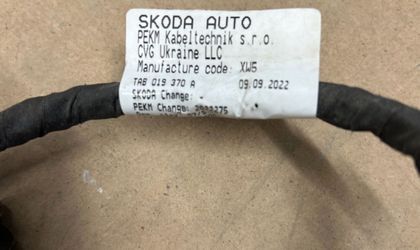 SKODA AUTO
PEKM Kabeltechnik s.r.o.
CVG Ukraine LLC
Manufacture code: XW5
TAB 019 370 A 09.09.2022
SKODA Change: -
PEKM Change: